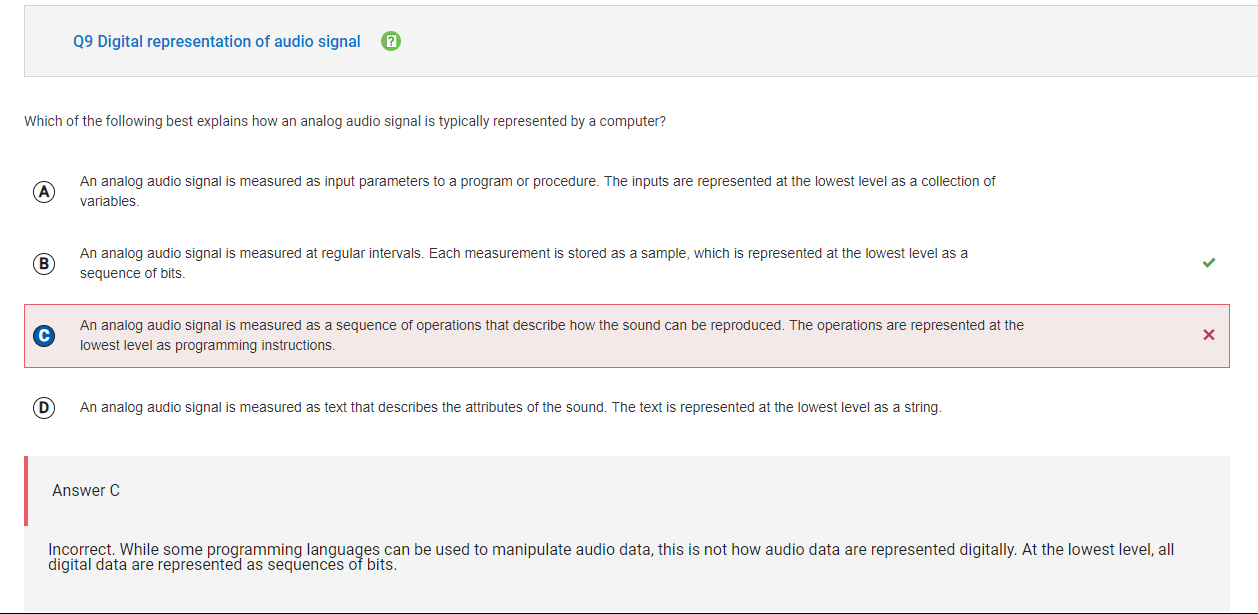 Q9 Digital representation of audio signal ?
Which of the following best explains how an analog audio signal is typically represented by a computer?
A An analog audio signal is measured as input parameters to a program or procedure. The inputs are represented at the lowest level as a collection of
variables.
B An analog audio signal is measured at regular intervals. Each measurement is stored as a sample, which is represented at the lowest level as a
sequence of bits.
C An analog audio signal is measured as a sequence of operations that describe how the sound can be reproduced. The operations are represented at the
lowest level as programming instructions.
D An analog audio signal is measured as text that describes the attributes of the sound. The text is represented at the lowest level as a string.
Answer C
Incorrect. While some programming languages can be used to manipulate audio data, this is not how audio data are represented digitally. At the lowest level, all
digital data are represented as sequences of bits.